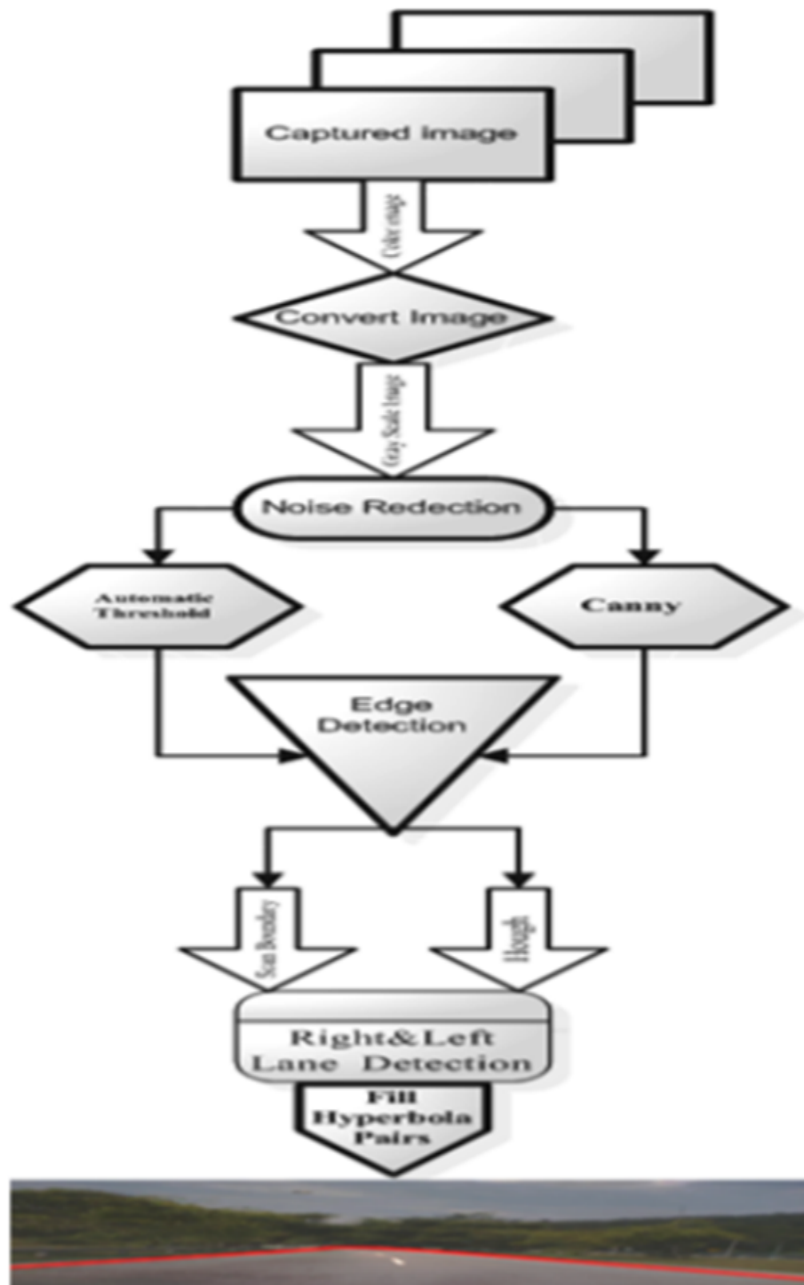 Captured image
Color image
Convert Image
Gray Scale Image
Noise Redection
Automatic
Threshold
Canny
Edge
Detection
Scan Boundary
Hough
Right&Left
Lane Detection
Fill
Hyperbola
Pairs